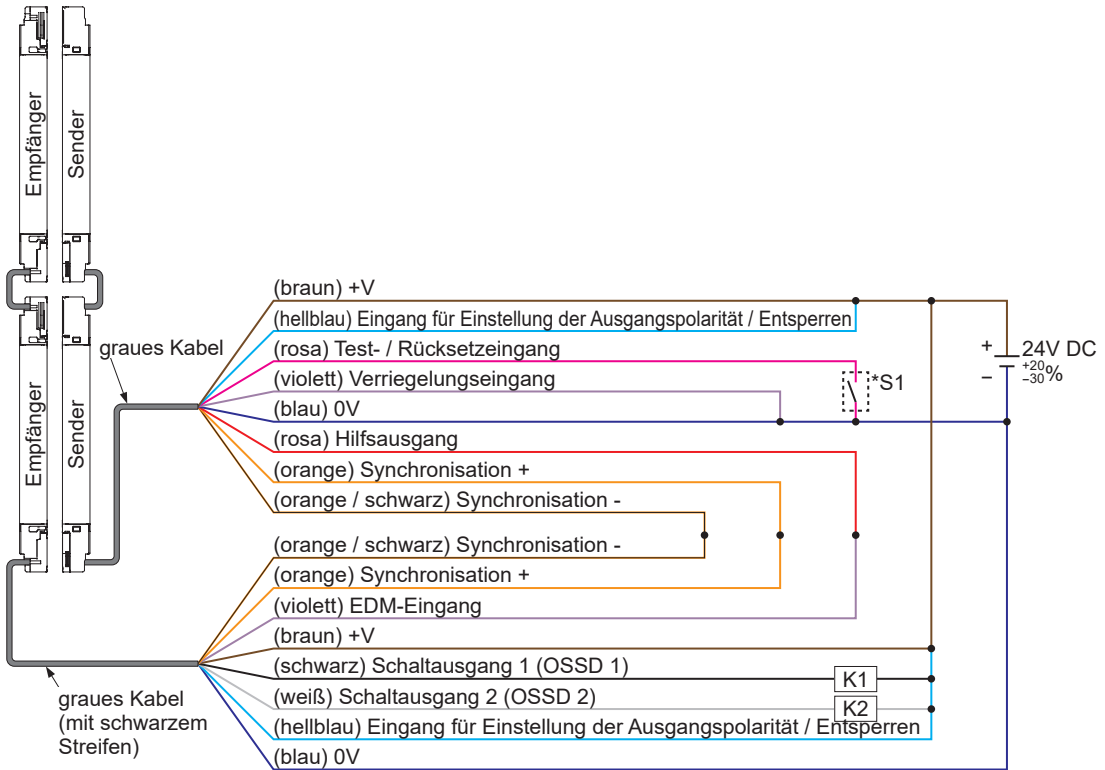 Empfänger
Sender
Empfänger
Sender
graues Kabel
(braun) +V
(hellblau) Eingang für Einstellung der Ausgangspolarität / Entsperren
(rosa) Test- / Rücksetzeingang
(violett) Verriegelungseingang
(blau) 0V
(rosa) Hilfsausgang
(orange) Synchronisation +
(orange / schwarz) Synchronisation -
*S1
+ 24V DC
+20
−30 %
−
(orange / schwarz) Synchronisation -
(orange) Synchronisation +
(violett) EDM-Eingang
(braun) +V
(schwarz) Schaltausgang 1 (OSSD 1)
K1
(weiß) Schaltausgang 2 (OSSD 2)
K2
(hellblau) Eingang für Einstellung der Ausgangspolarität / Entsperren
(blau) 0V
graues Kabel
(mit schwarzem
Streifen)